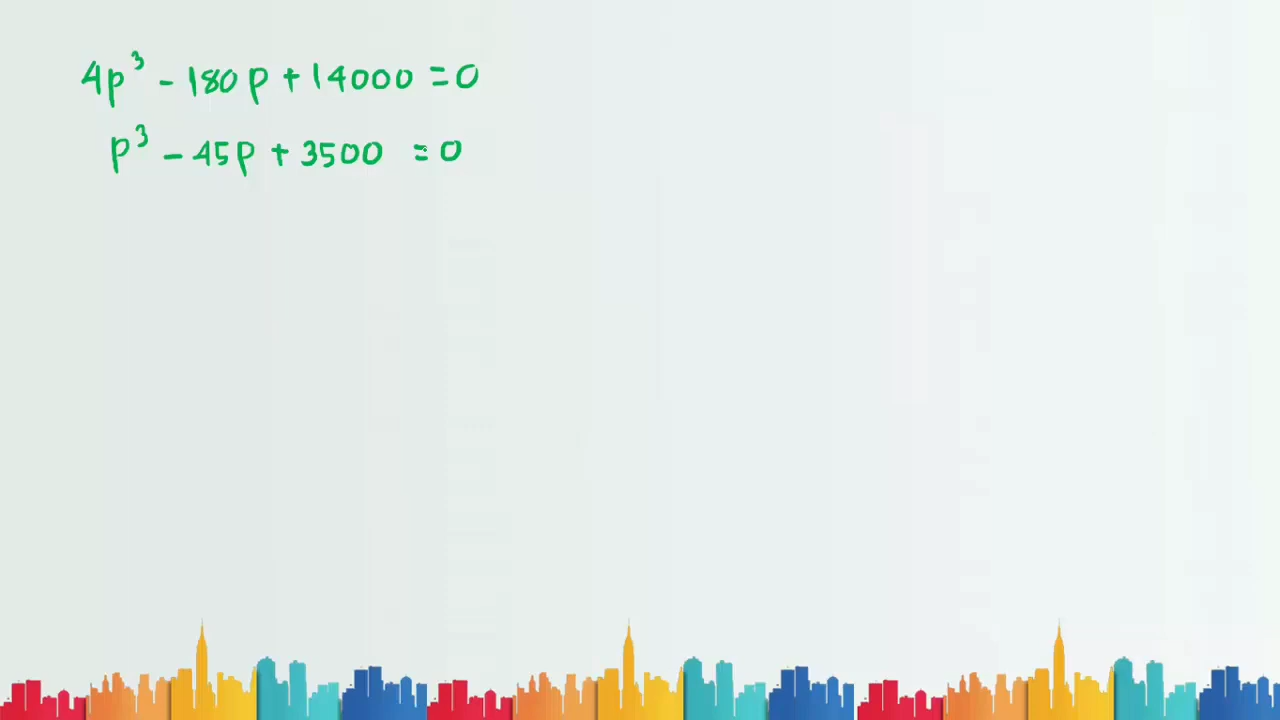 4p³ - 180p + 14000 = 0
p³ - 45p + 3500 = 0